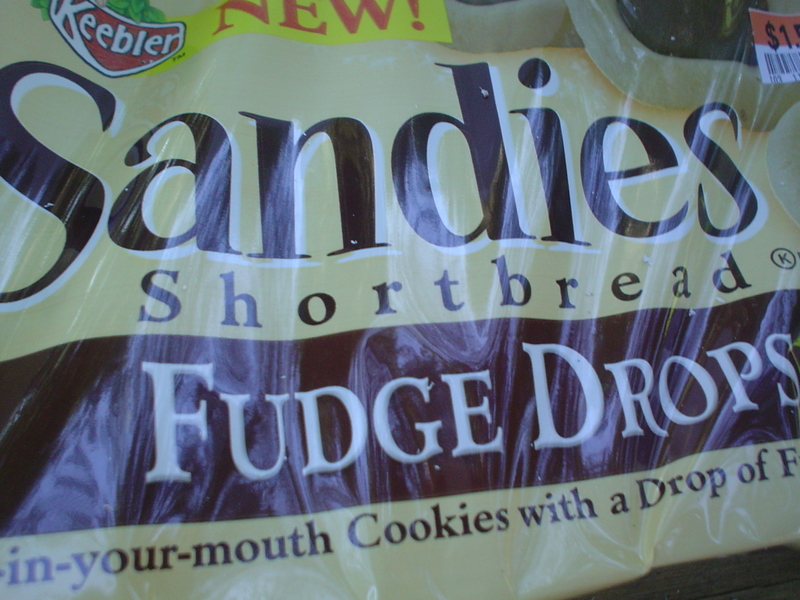 Keebler
NEW!
Sandies
Shortbread
FUDGE DROPS
-in-your-mouth Cookies with a Drop of F